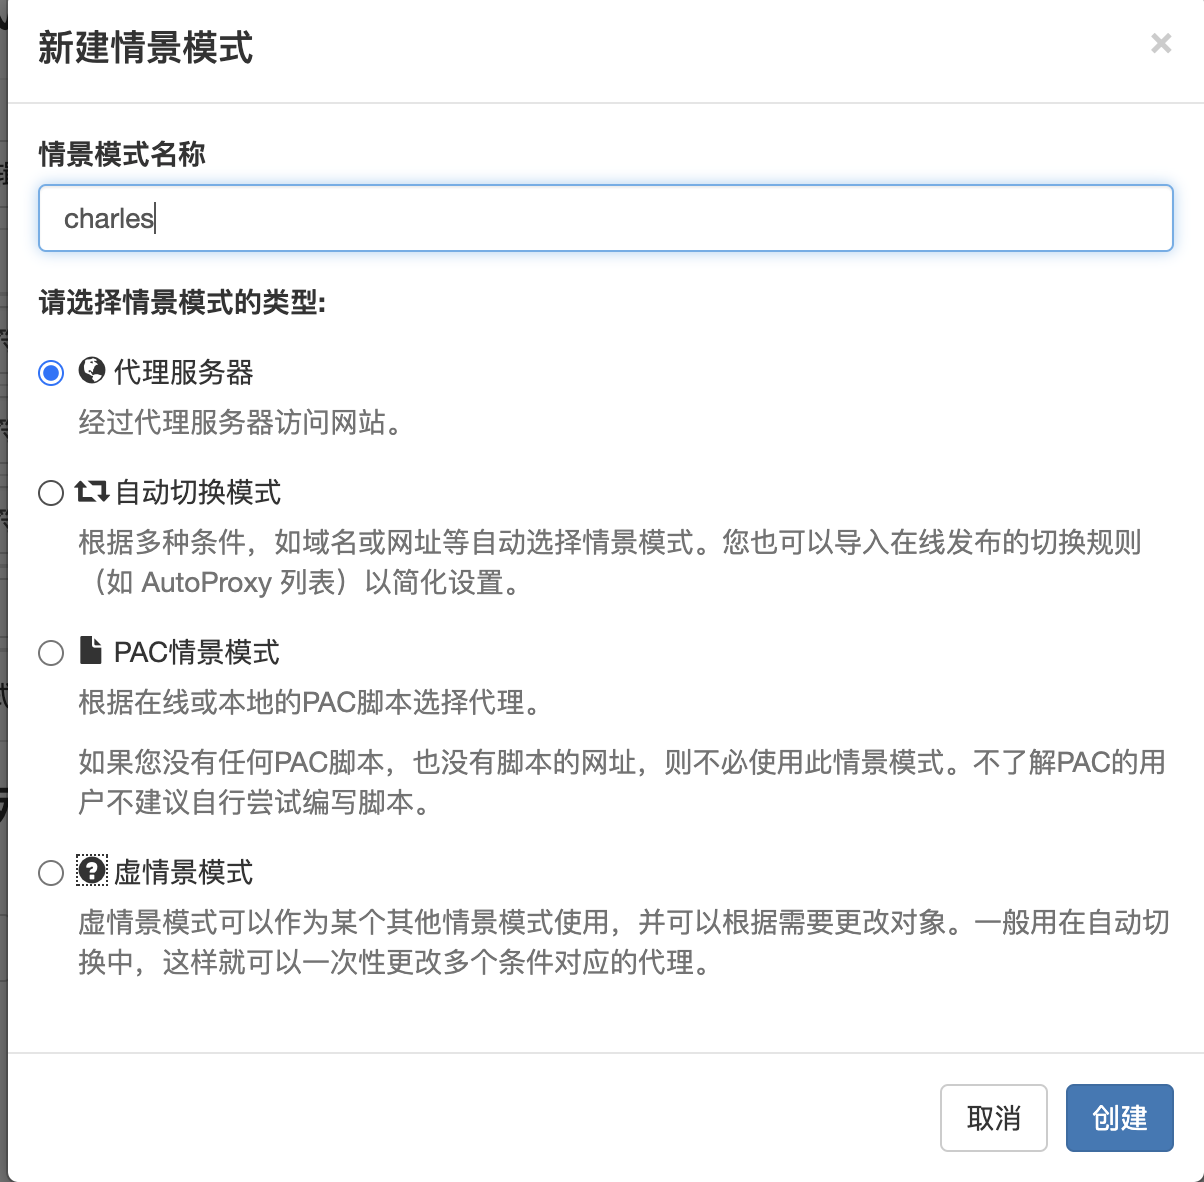 新建情景模式
×
情景模式名称
charles
请选择情景模式的类型:
代理服务器
经过代理服务器访问网站。
自动切换模式
根据多种条件，如域名或网址等自动选择情景模式。您也可以导入在线发布的切换规则
（如 AutoProxy 列表）以简化设置。
PAC情景模式
根据在线或本地的PAC脚本选择代理。
如果您没有任何PAC脚本，也没有脚本的网址，则不必使用此情景模式。不了解PAC的用
户不建议自行尝试编写脚本。
虚情景模式
虚情景模式可以作为某个其他情景模式使用，并可以根据需要更改对象。一般用在自动切
换中，这样就可以一次性更改多个条件对应的代理。
取消
创建